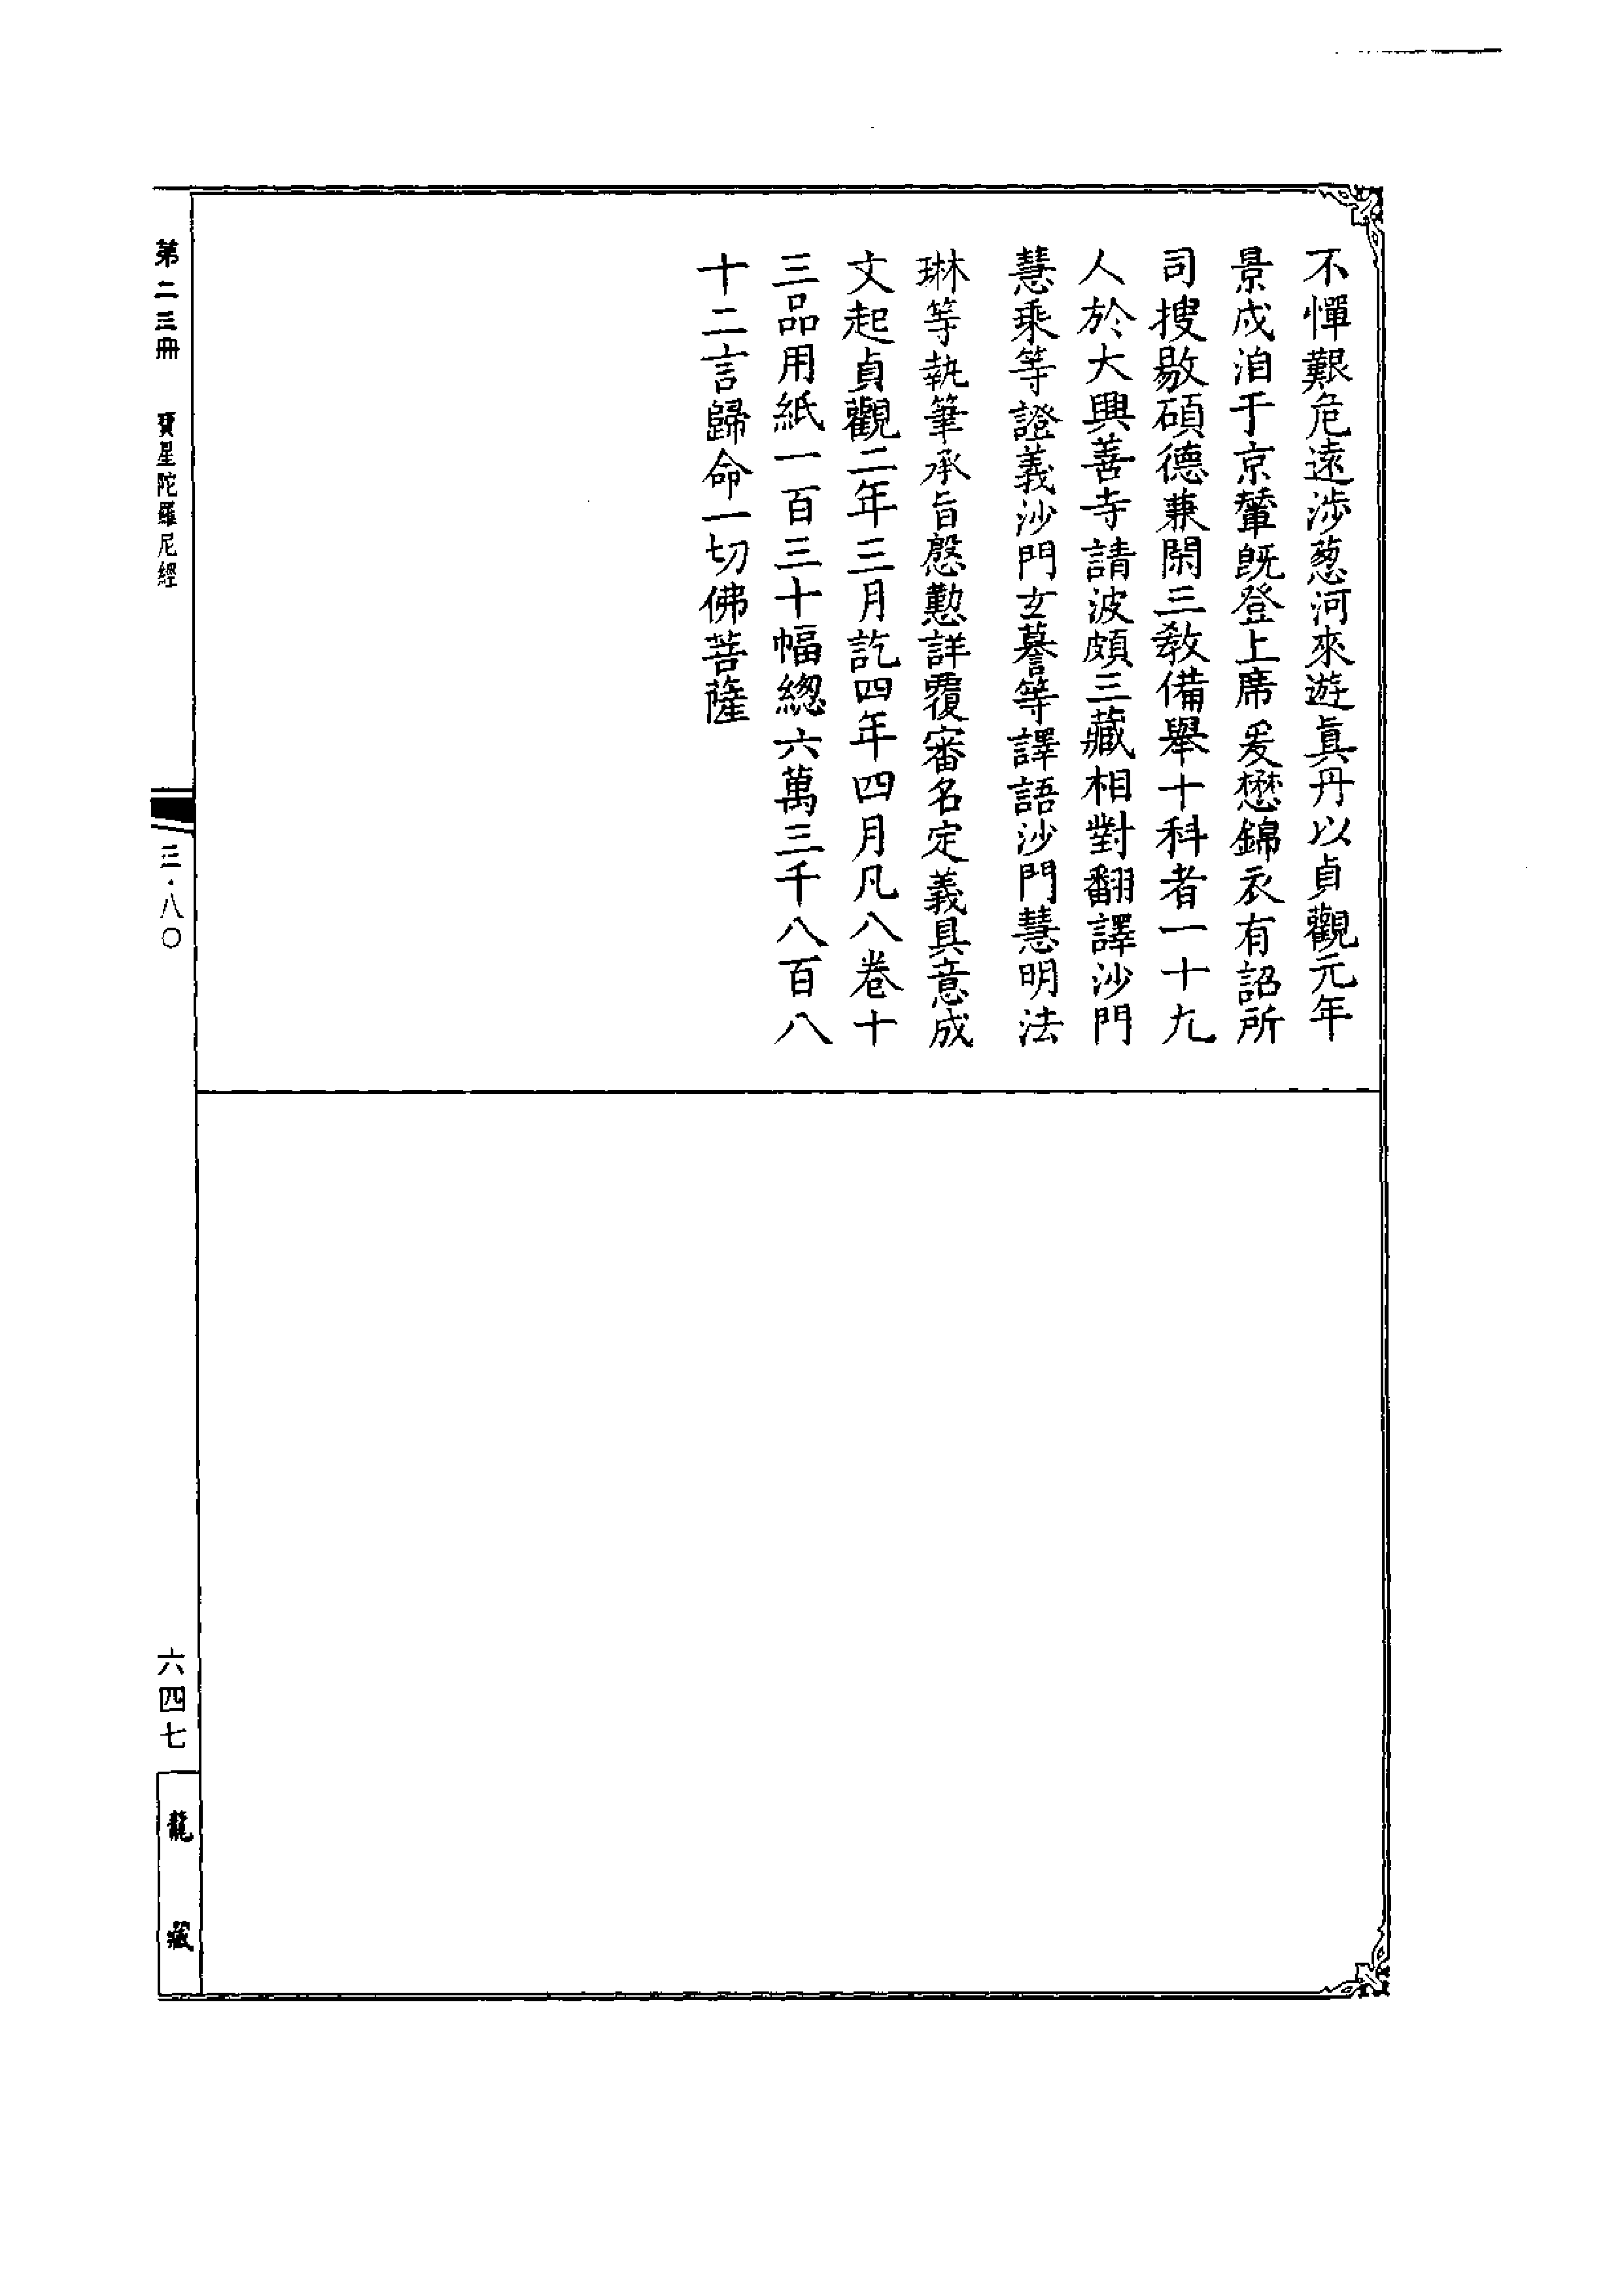 不憚艱危遠涉葱河來遊眞丹以貞觀元年
景戍洎于京輦旣登上席爰懋錦衣有詔所
司搜敭碩德兼閑三教備舉十科者一十九
人於大興善寺請波頗三藏相對翻譯沙門
慧乘等證義沙門玄謩等譯語沙門慧明法
琳等執筆承旨慇懃詳覆審名定義具意成
文起貞觀二年三月訖四年四月凡八卷十
三品用紙一百三十幅總六萬三千八百八
十二言歸命一切佛菩薩
第二三冊 寶星陀羅尼經
三·八〇
六四七
龍藏